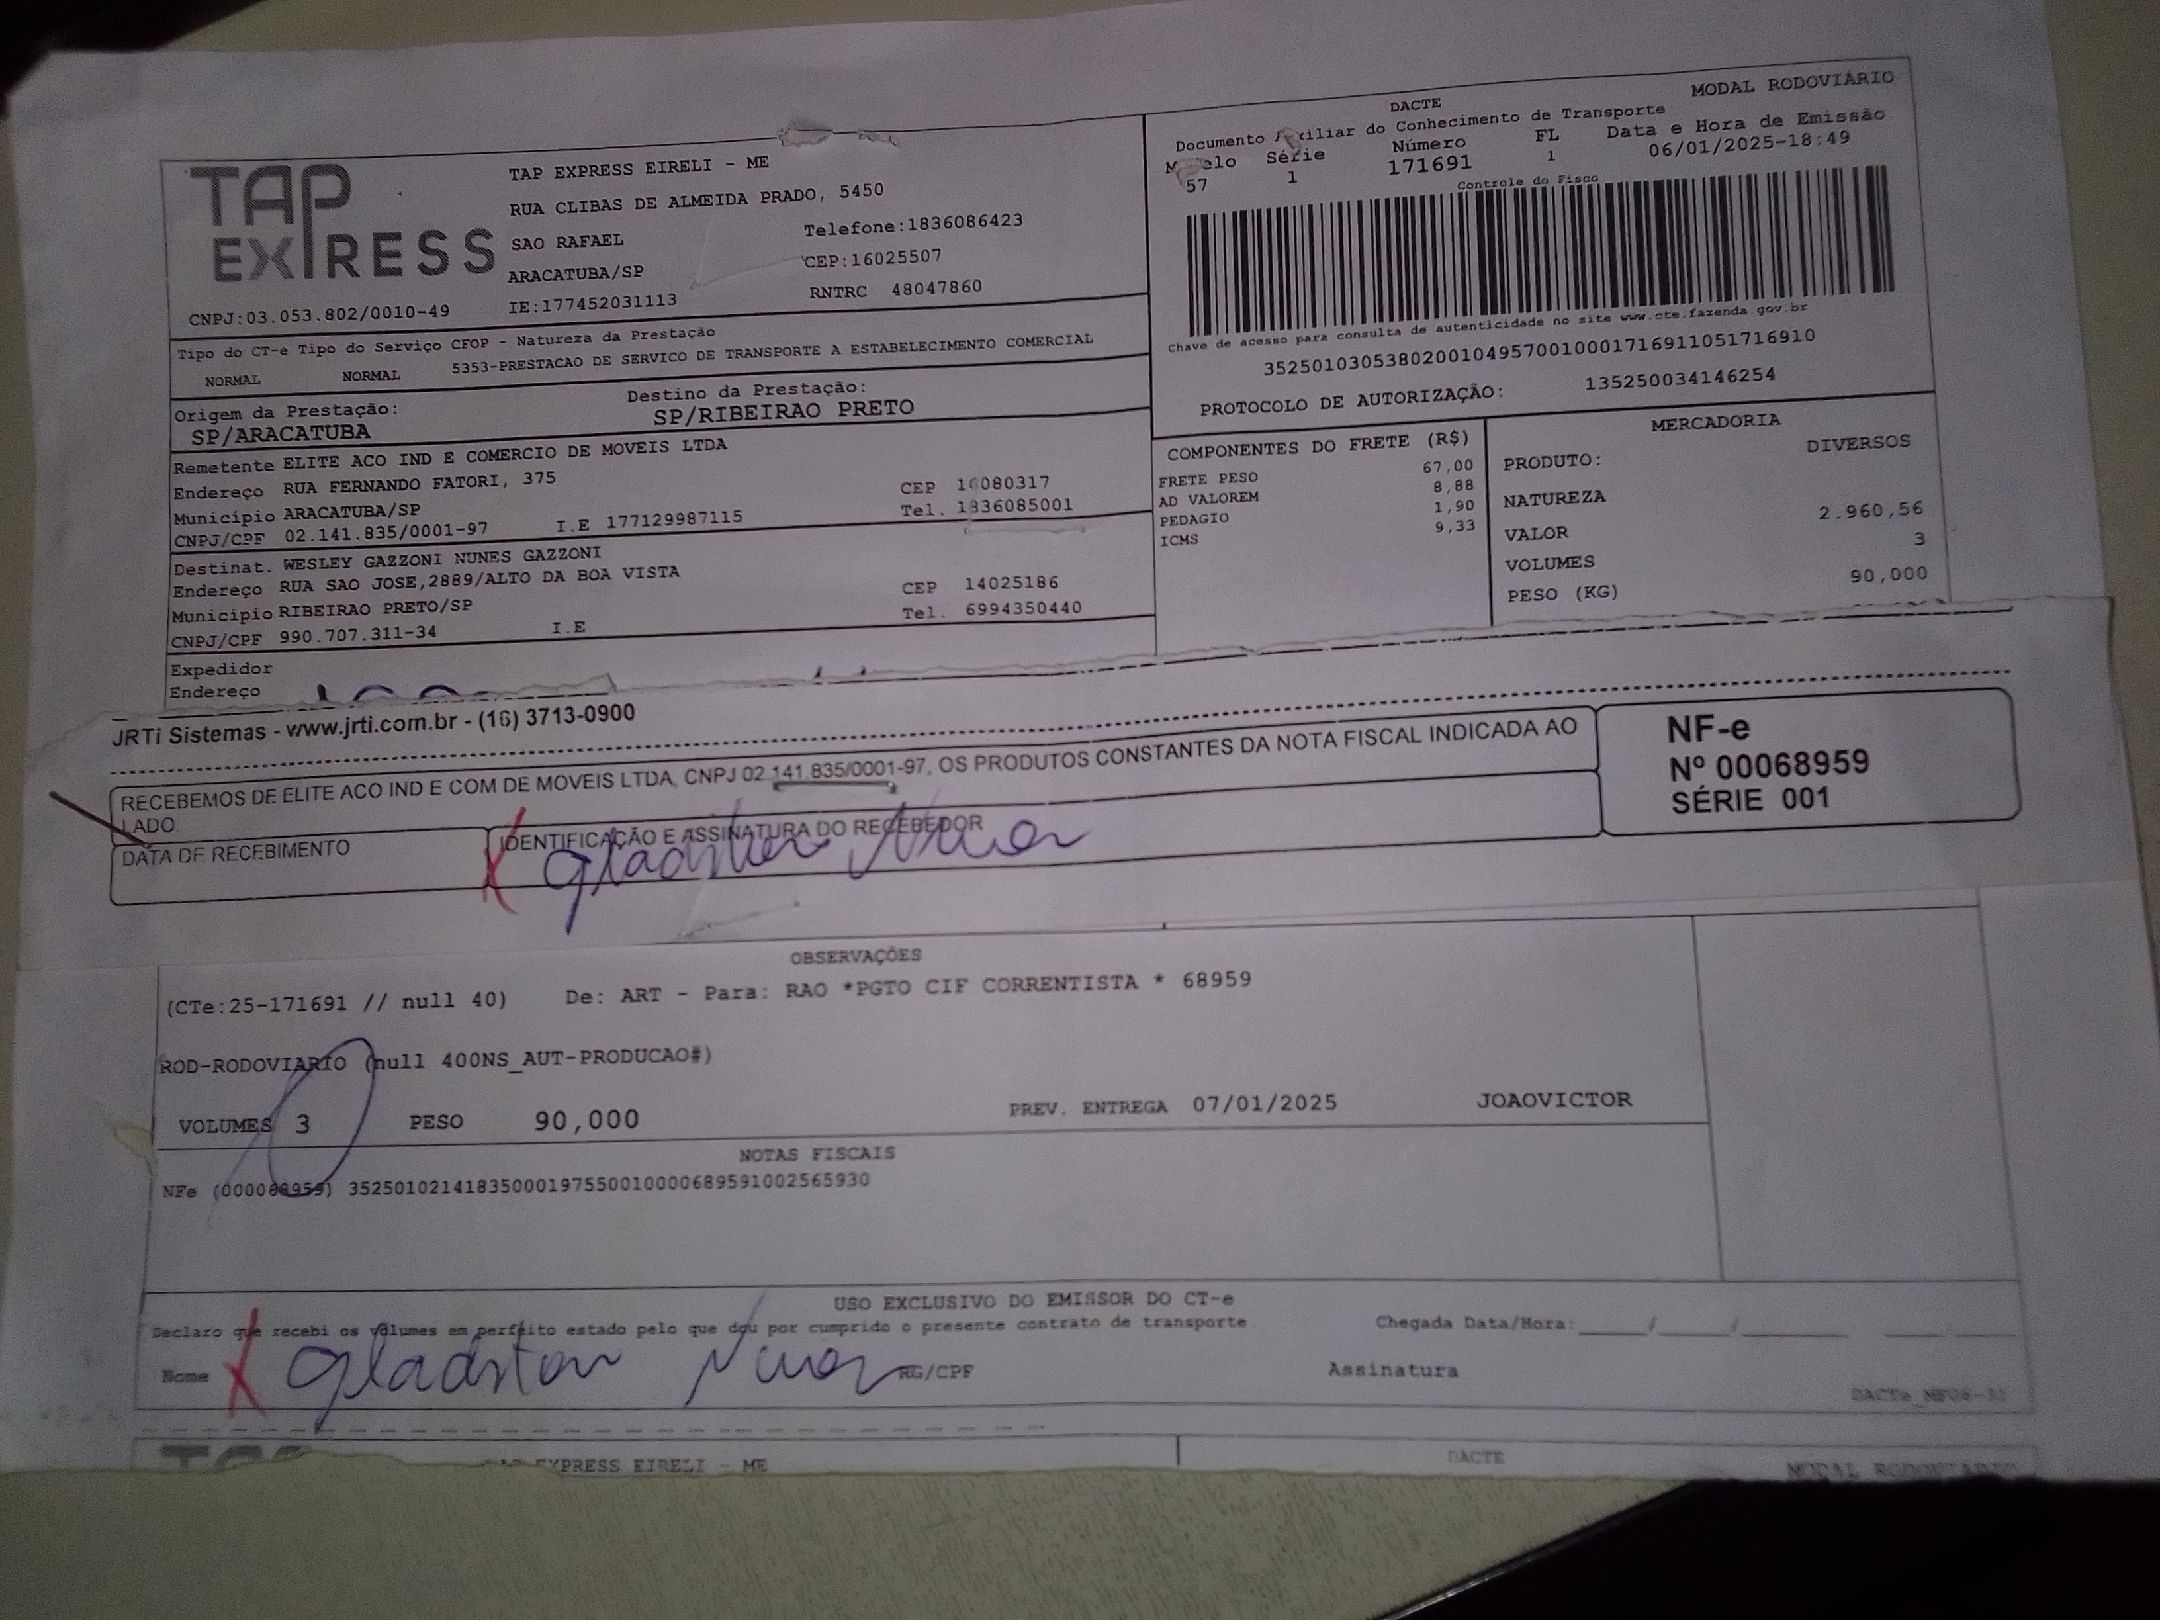 TAP EXPRESS
TAP EXPRESS EIRELI - ME
RUA CLIBAS DE ALMEIDA PRADO, 5450
SAO RAFAEL Telefone:1836086423
ARACATUBA/SP CEP:16025507
CNPJ:03.053.802/0010-49 IE:177452031113 RNTRC 48047860
DACTE MODAL RODOVIÁRIO
Documento iliar do Conhecimento de Transporte
Série Número FL Data e Hora de Emissão
57 1 171691 1 06/01/2025-18:49
Controle do Fisco
Chave de acesso para consulta de autenticidade no site www.cte.fazenda gov.br
35250103053802001049570010001716911051716910
PROTOCOLO DE AUTORIZAÇÃO: 135250034146254
Tipo do CT-e Tipo do Serviço CFOP - Natureza da Prestação
NORMAL NORMAL 5353-PRESTACAO DE SERVICO DE TRANSPORTE A ESTABELECIMENTO COMERCIAL
Origem da Prestação: Destino da Prestação:
SP/ARACATUBA SP/RIBEIRAO PRETO
Remetente ELITE ACO IND E COMERCIO DE MOVEIS LTDA
Endereço RUA FERNANDO FATORI, 375 CEP 16080317
Município ARACATUBA/SP Tel. 1836085001
CNPJ/CPF 02.141.835/0001-97 I.E 177129987115
Destinat. WESLEY GAZZONI NUNES GAZZONI
Endereço RUA SAO JOSE,2889/ALTO DA BOA VISTA CEP 14025186
Município RIBEIRAO PRETO/SP Tel. 6994350440
CNPJ/CPF 990.707.311-34 I.E
Expedidor
Endereço
COMPONENTES DO FRETE (R$)
FRETE PESO 67,00
AD VALOREM 8,88
PEDAGIO 1,90
ICMS 9,33
MERCADORIA
PRODUTO: DIVERSOS
NATUREZA
VALOR 2.960,56
VOLUMES 3
PESO (KG) 90,000
JRTi Sistemas - www.jrti.com.br - (16) 3713-0900
RECEBEMOS DE ELITE ACO IND E COM DE MOVEIS LTDA, CNPJ 02.141.835/0001-97, OS PRODUTOS CONSTANTES DA NOTA FISCAL INDICADA AO
LADO.
DATA DE RECEBIMENTO IDENTIFICAÇÃO E ASSINATURA DO RECEBEDOR
NF-e
Nº 00068959
SÉRIE 001
OBSERVAÇÕES
(CTe:25-171691 // null 40) De: ART - Para: RAO *PGTO CIF CORRENTISTA * 68959
ROD-RODOVIARIO (null 400NS_AUT-PRODUCAO#)
VOLUMES 3 PESO 90,000 PREV. ENTREGA 07/01/2025 JOAOVICTOR
NOTAS FISCAIS
NFe (000068959) 35250102141835000197550010000689591002565930
USO EXCLUSIVO DO EMISSOR DO CT-e
Declaro que recebi os volumes em perfeito estado pelo que dou por cumprido o presente contrato de transporte. Chegada Data/Hora:____/____/____ ____:____
Nome X Gladston RG/CPF Assinatura
TAP EXPRESS EIRELI - ME DACTE MODAL RODOVIARIO